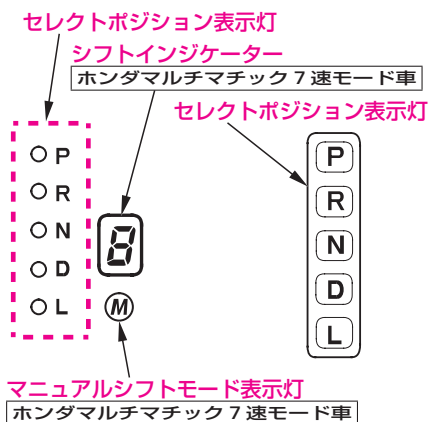 セレクトポジション表示灯
シフトインジケーター
ホンダマルチマチック7速モード車
セレクトポジション表示灯
P
R
N
D
L
8
M
P
R
N
D
L
マニュアルシフトモード表示灯
ホンダマルチマチック7速モード車